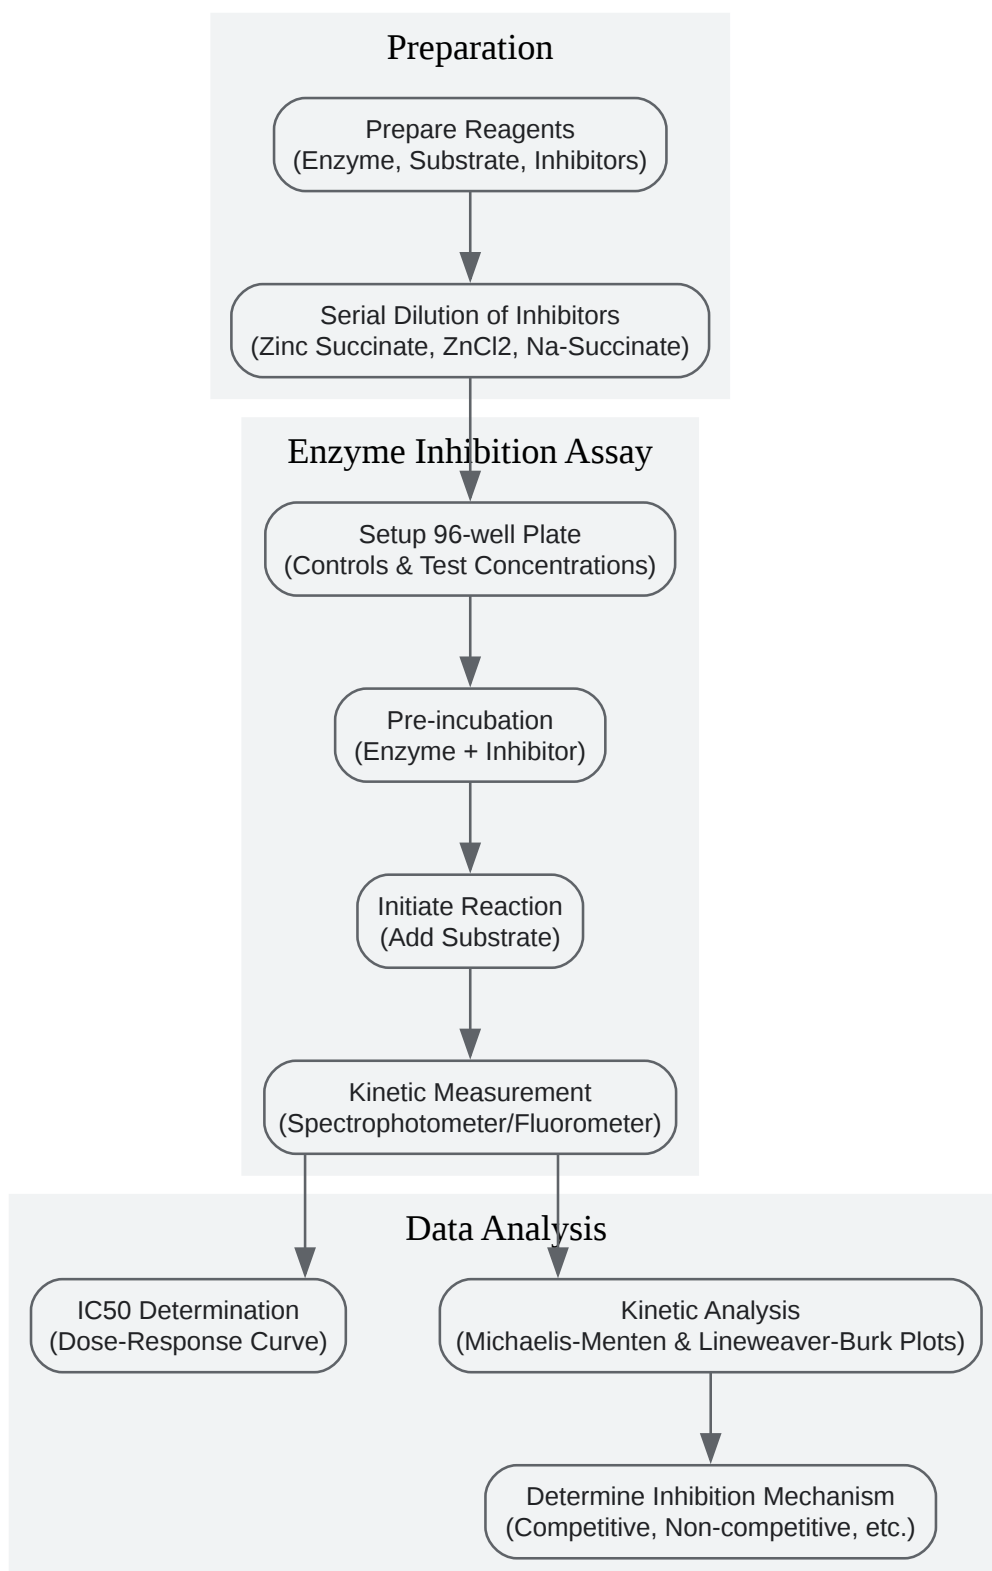 Preparation
Prepare Reagents
(Enzyme, Substrate, Inhibitors)
Serial Dilution of Inhibitors
(Zinc Succinate, ZnCl2, Na-Succinate)
Enzyme Inhibition Assay
Setup 96-well Plate
(Controls & Test Concentrations)
Pre-incubation
(Enzyme + Inhibitor)
Initiate Reaction
(Add Substrate)
Kinetic Measurement
(Spectrophotometer/Fluorometer)
Data Analysis
IC50 Determination
(Dose-Response Curve)
Kinetic Analysis
(Michaelis-Menten & Lineweaver-Burk Plots)
Determine Inhibition Mechanism
(Competitive, Non-competitive, etc.)